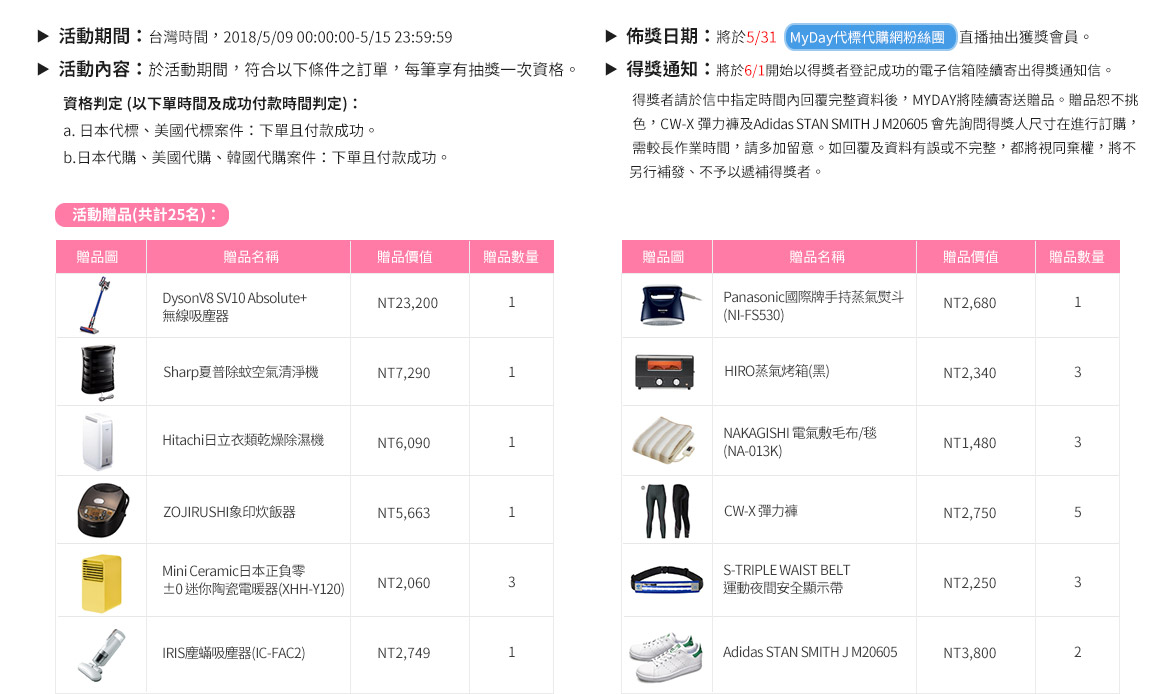 ▶ 活動期間：台灣時間，2018/5/09 00:00:00-5/15 23:59:59
▶ 活動內容：於活動期間，符合以下條件之訂單，每筆享有抽獎一次資格。
資格判定 (以下單時間及成功付款時間判定)：
a. 日本代標、美國代標案件：下單且付款成功。
b.日本代購、美國代購、韓國代購案件：下單且付款成功。
▶ 佈獎日期：將於5/31 MyDay代標代購網粉絲團 直播抽出獲獎會員。
▶ 得獎通知：將於6/1開始以得獎者登記成功的電子信箱陸續寄出得獎通知信。
得獎者請於信中指定時間內回覆完整資料後，MYDAY將陸續寄送贈品。贈品恕不挑
色，CW-X 彈力褲及Adidas STAN SMITH J M20605 會先詢問得獎人尺寸在進行訂購，
需較長作業時間，請多加留意。如回覆及資料有誤或不完整，都將視同棄權，將不
另行補發、不予以遞補得獎者。
活動贈品(共計25名)：
贈品圖 贈品名稱 贈品價值 贈品數量
DysonV8 SV10 Absolute+
無線吸塵器 NT23,200 1
Sharp夏普除蚊空氣清淨機 NT7,290 1
Hitachi日立衣類乾燥除濕機 NT6,090 1
ZOJIRUSHI象印炊飯器 NT5,663 1
Mini Ceramic日本正負零
±0 迷你陶瓷電暖器(XHH-Y120) NT2,060 3
IRIS塵蟎吸塵器(IC-FAC2) NT2,749 1
贈品圖 贈品名稱 贈品價值 贈品數量
Panasonic國際牌手持蒸氣熨斗
(NI-FS530) NT2,680 1
HIRO蒸氣烤箱(黑) NT2,340 3
NAKAGISHI 電氣敷毛布/毯
(NA-013K) NT1,480 3
CW-X 彈力褲 NT2,750 5
S-TRIPLE WAIST BELT
運動夜間安全顯示帶 NT2,250 3
Adidas STAN SMITH J M20605 NT3,800 2